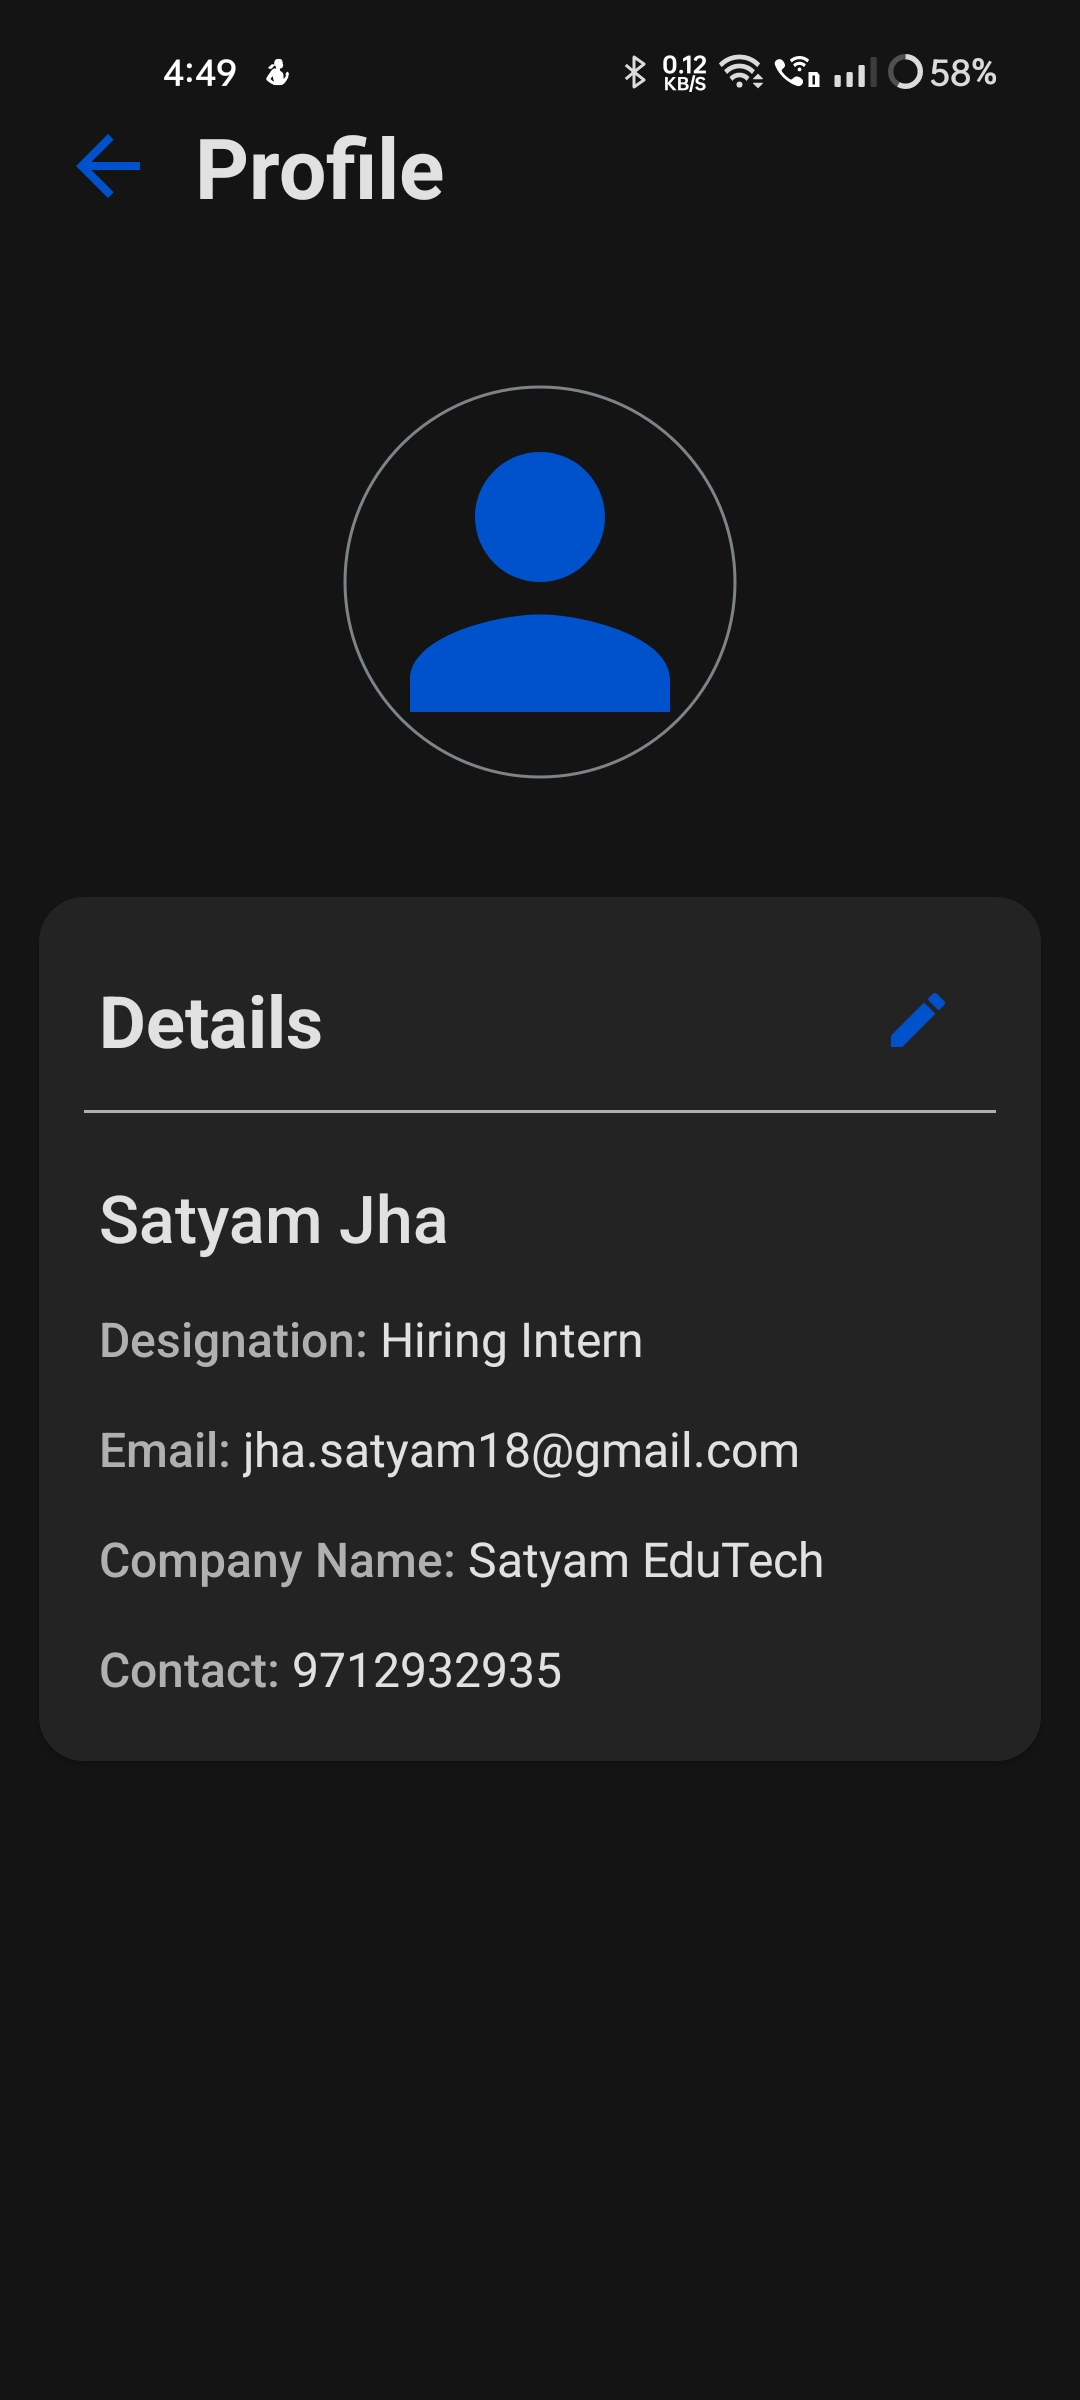 4:49 0.12 KB/S 58%
Profile
Details
Satyam Jha
Designation: Hiring Intern
Email: jha.satyam18@gmail.com
Company Name: Satyam EduTech
Contact: 9712932935